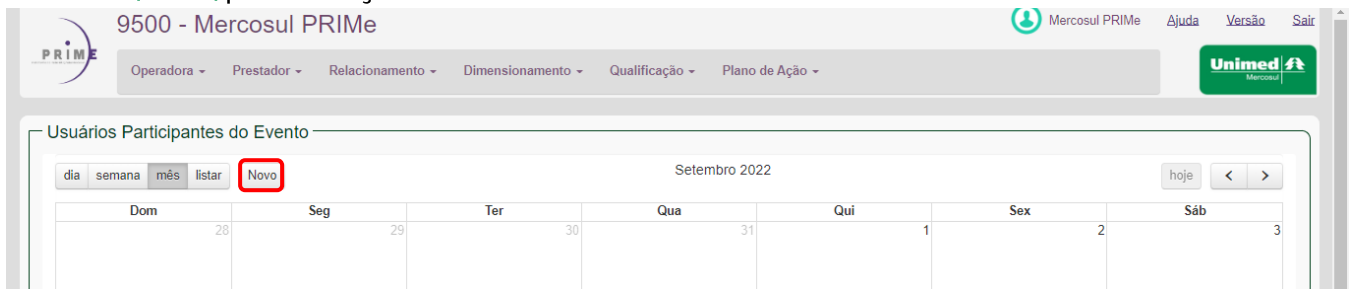 9500 - Mercosul PRIMe
Mercosul PRIMe Ajuda Versão Sair
PRIME
Operadora Prestador Relacionamento Dimensionamento Qualificação Plano de Ação
Unimed
Mercosul
Usuários Participantes do Evento
dia semana mês listar Novo Setembro 2022 hoje < >
Dom Seg Ter Qua Qui Sex Sáb
28 29 30 31 1 2 3